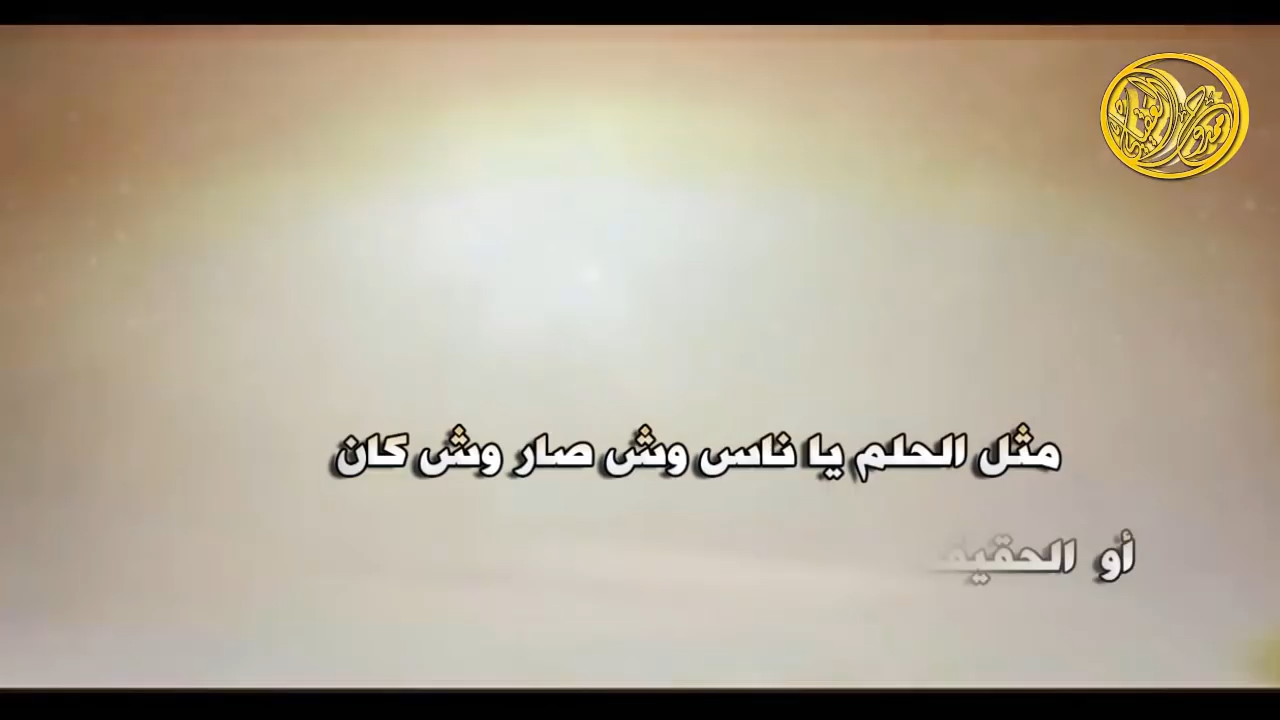 مثل الحلم يا ناس وش صار وش كان
أو